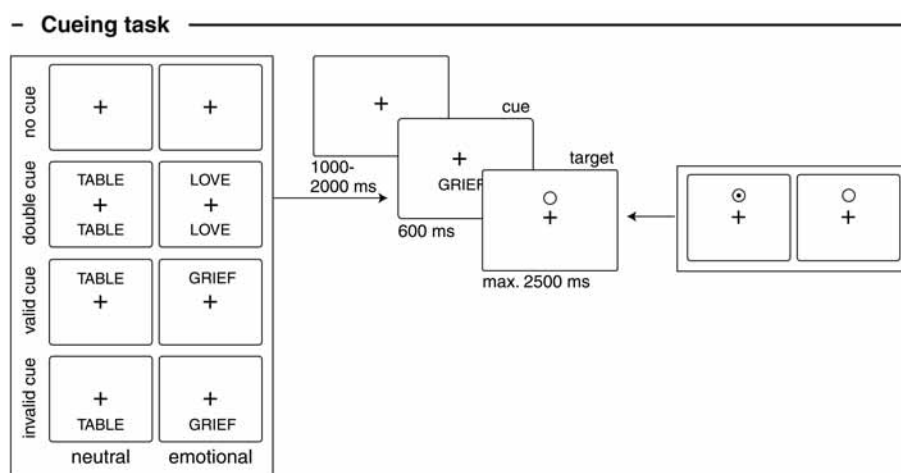 Cueing task
no cue
double cue
TABLE
TABLE
LOVE
LOVE
valid cue
TABLE
GRIEF
invalid cue
TABLE
GRIEF
neutral
emotional
1000-
2000 ms
cue
GRIEF
600 ms
target
max. 2500 ms